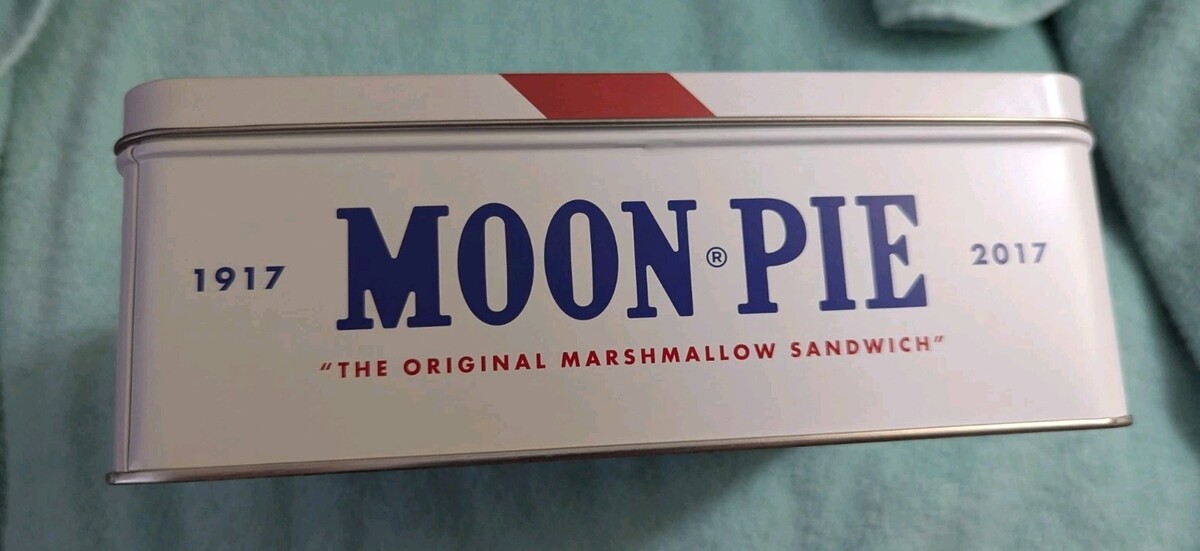 1917 MOON® PIE 2017
“THE ORIGINAL MARSHMALLOW SANDWICH”